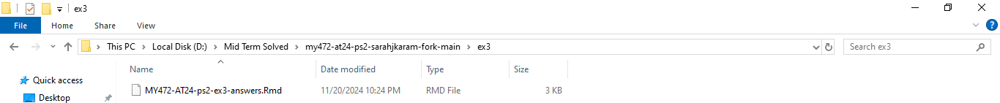 ex3
File Home Share View
This PC Local Disk (D:) Mid Term Solved my472-at24-ps2-sarahjkaram-fork-main ex3 Search ex3
Name Date modified Type Size
Quick access
MY472-AT24-ps2-ex3-answers.Rmd 11/20/2024 10:24 PM RMD File 3 KB
Desktop